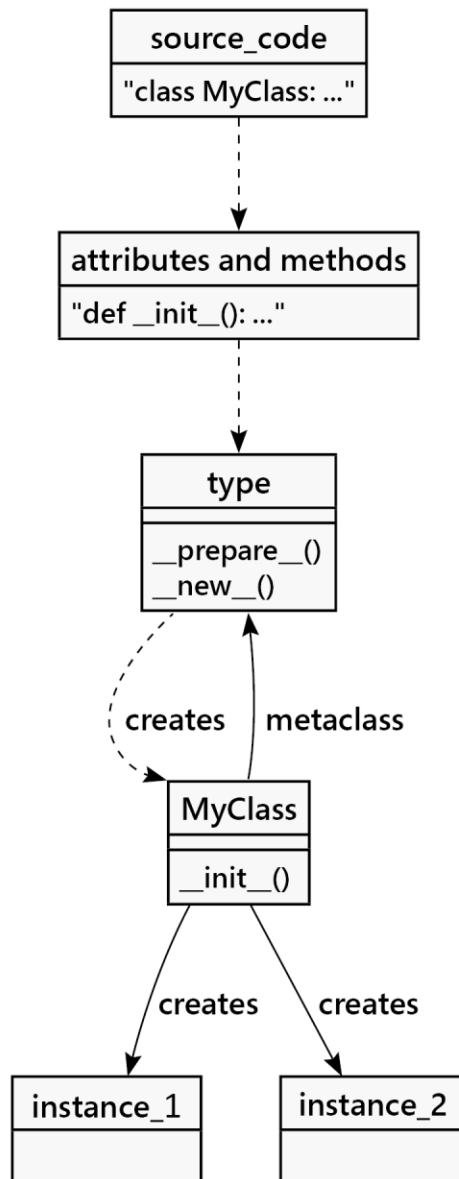 source_code
"class MyClass: ..."
attributes and methods
"def __init__(): ..."
type
__prepare__()
__new__()
creates
metaclass
MyClass
__init__()
creates
creates
instance_1
instance_2